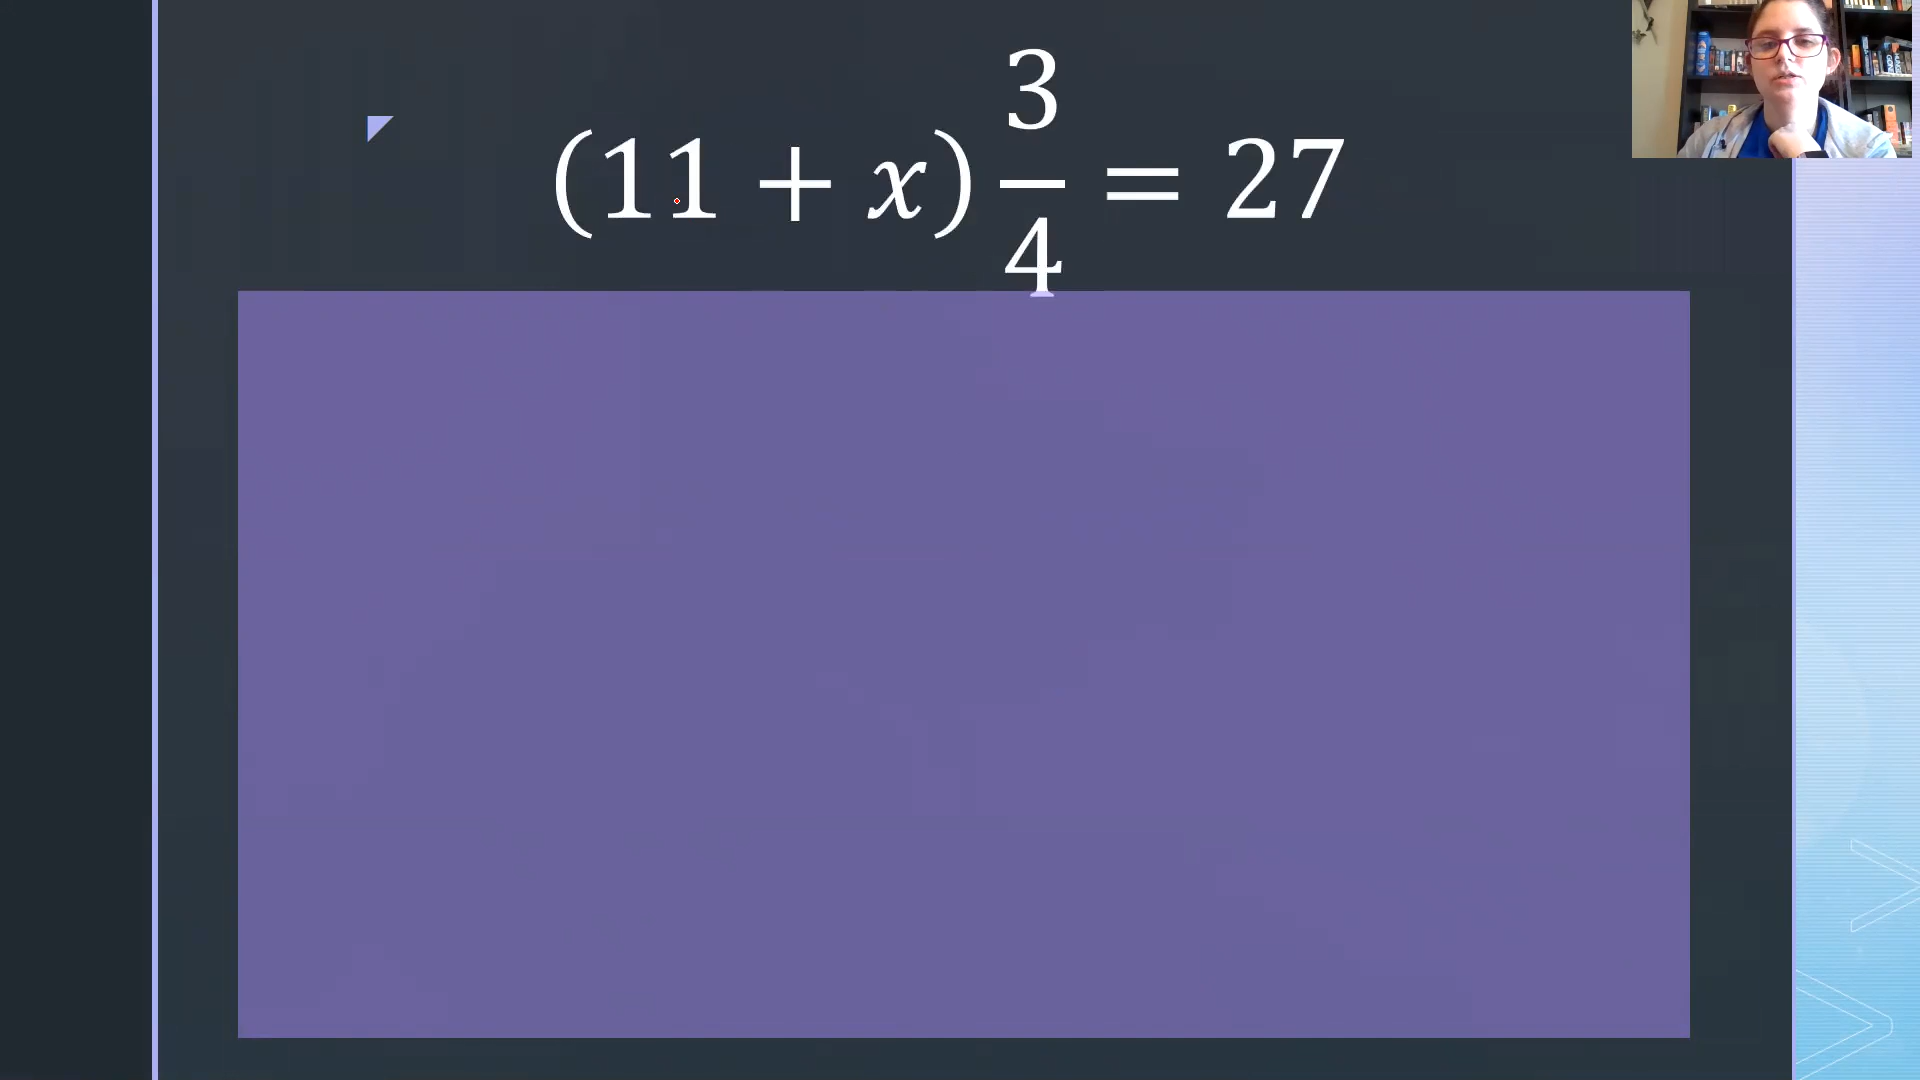 (11 + x) 3/4 = 27